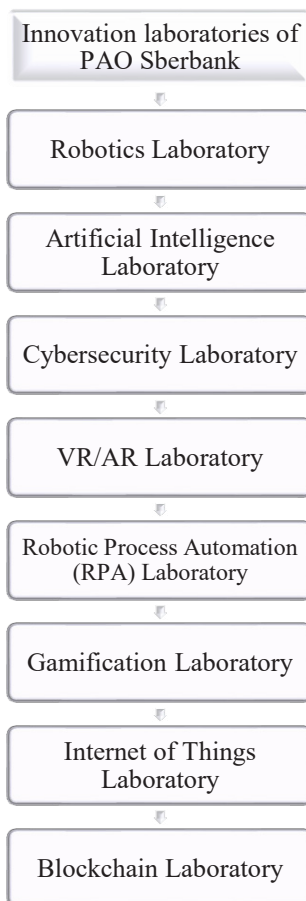 Innovation laboratories of
PAO Sberbank
Robotics Laboratory
Artificial Intelligence
Laboratory
Cybersecurity Laboratory
VR/AR Laboratory
Robotic Process Automation
(RPA) Laboratory
Gamification Laboratory
Internet of Things
Laboratory
Blockchain Laboratory